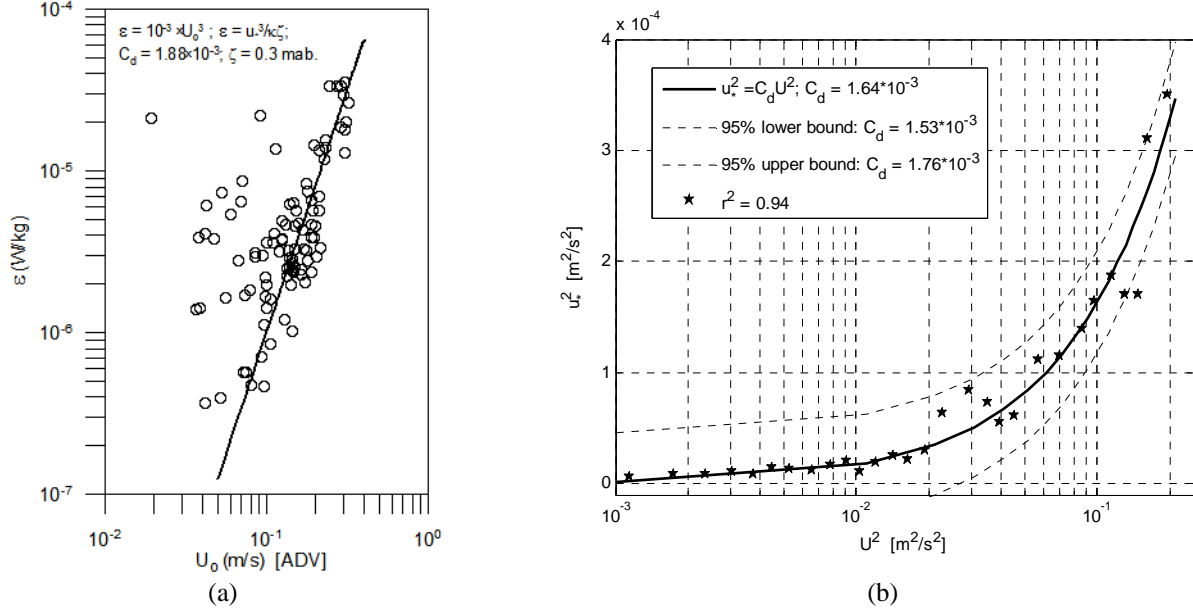 10⁻⁴
ε = 10⁻³ ×U₀³ ; ε = u*³/κζ;
C_d = 1.88×10⁻³; ζ = 0.3 mab.
10⁻⁵
ε (W/kg)
10⁻⁶
10⁻⁷
10⁻² 10⁻¹ 10⁰
U₀ (m/s) [ADV]
(a)
x 10⁻⁴
4
u*² =C_d U²; C_d = 1.64*10⁻³
95% lower bound: C_d = 1.53*10⁻³
95% upper bound: C_d = 1.76*10⁻³
r² = 0.94
3
u*² [m²/s²]
2
1
0
10⁻³ 10⁻² 10⁻¹
U² [m²/s²]
(b)